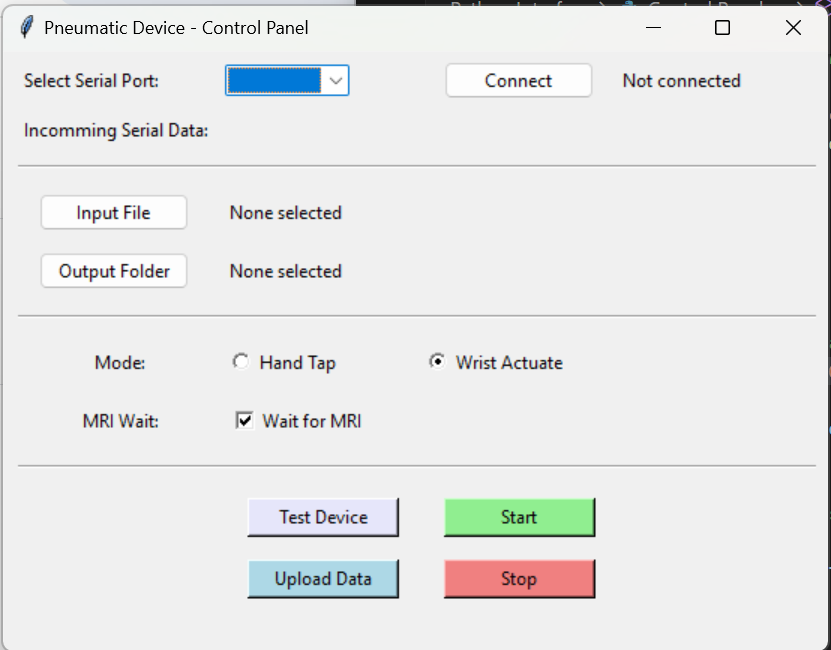 Pneumatic Device - Control Panel
Select Serial Port: Connect Not connected
Incomming Serial Data:
Input File None selected
Output Folder None selected
Mode: Hand Tap Wrist Actuate
MRI Wait: Wait for MRI
Test Device Start
Upload Data Stop